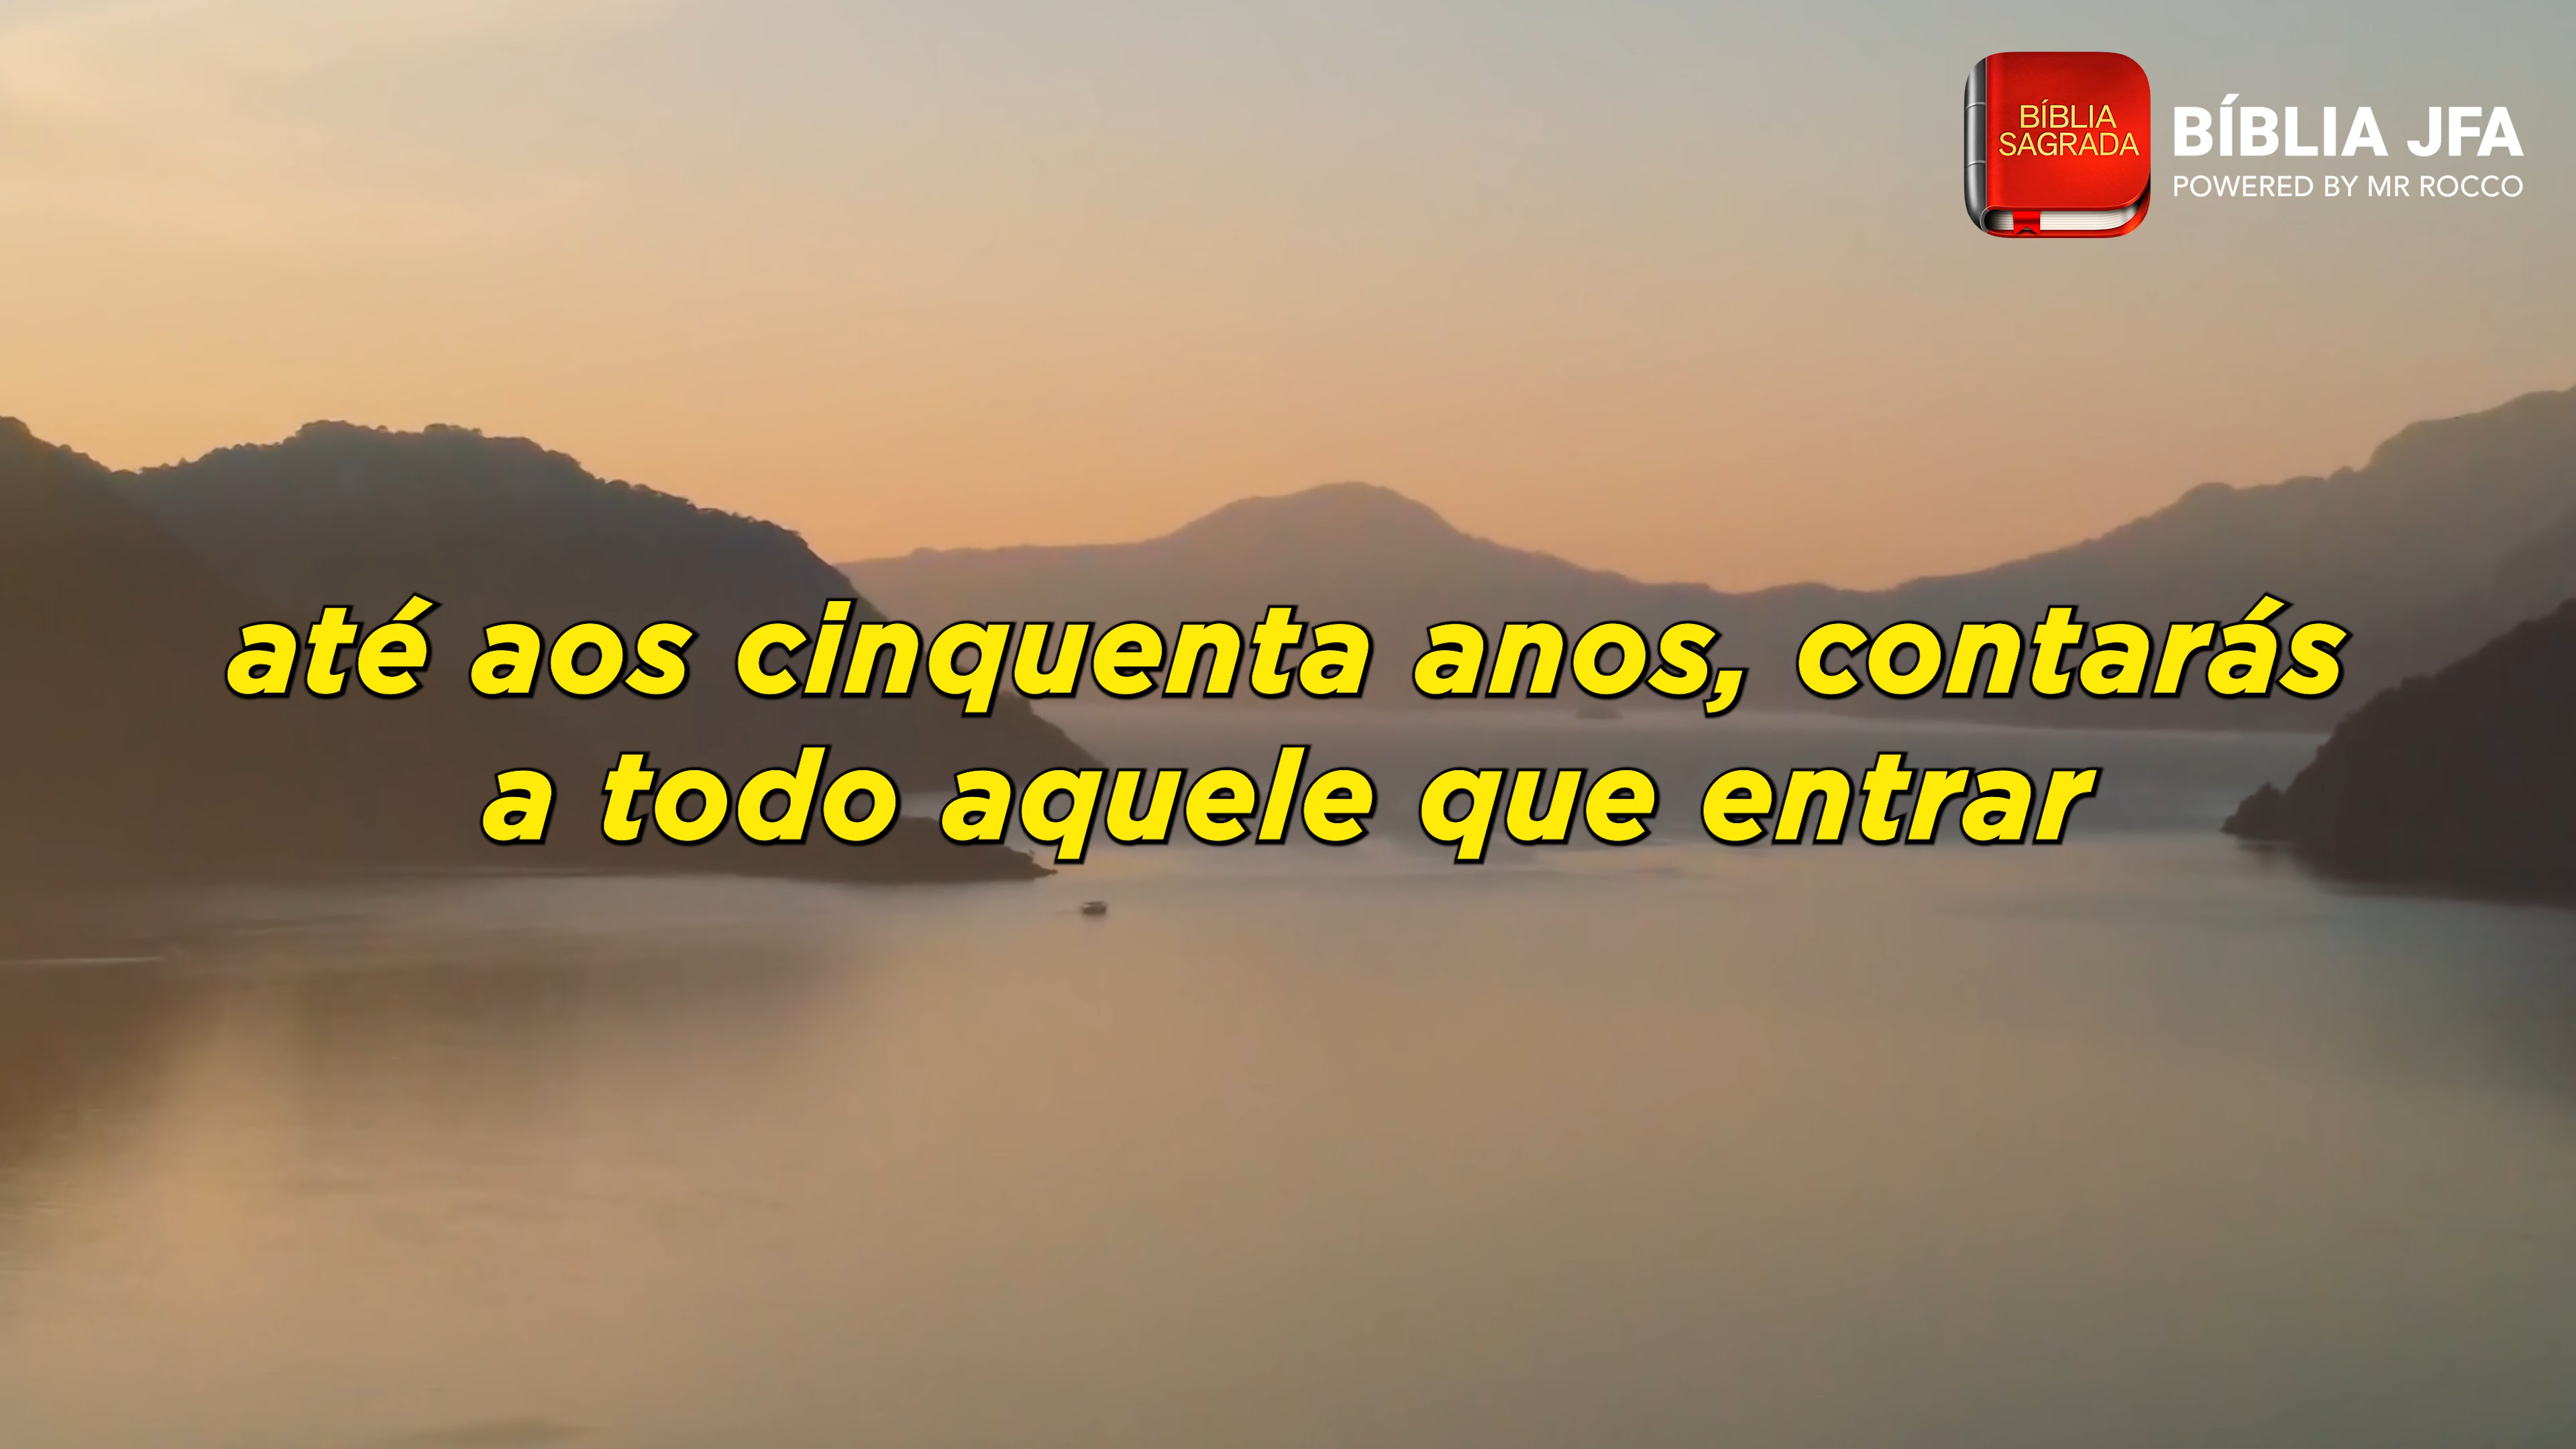 BÍBLIA
SAGRADA
BÍBLIA JFA
POWERED BY MR ROCCO
até aos cinquenta anos, contarás
a todo aquele que entrar